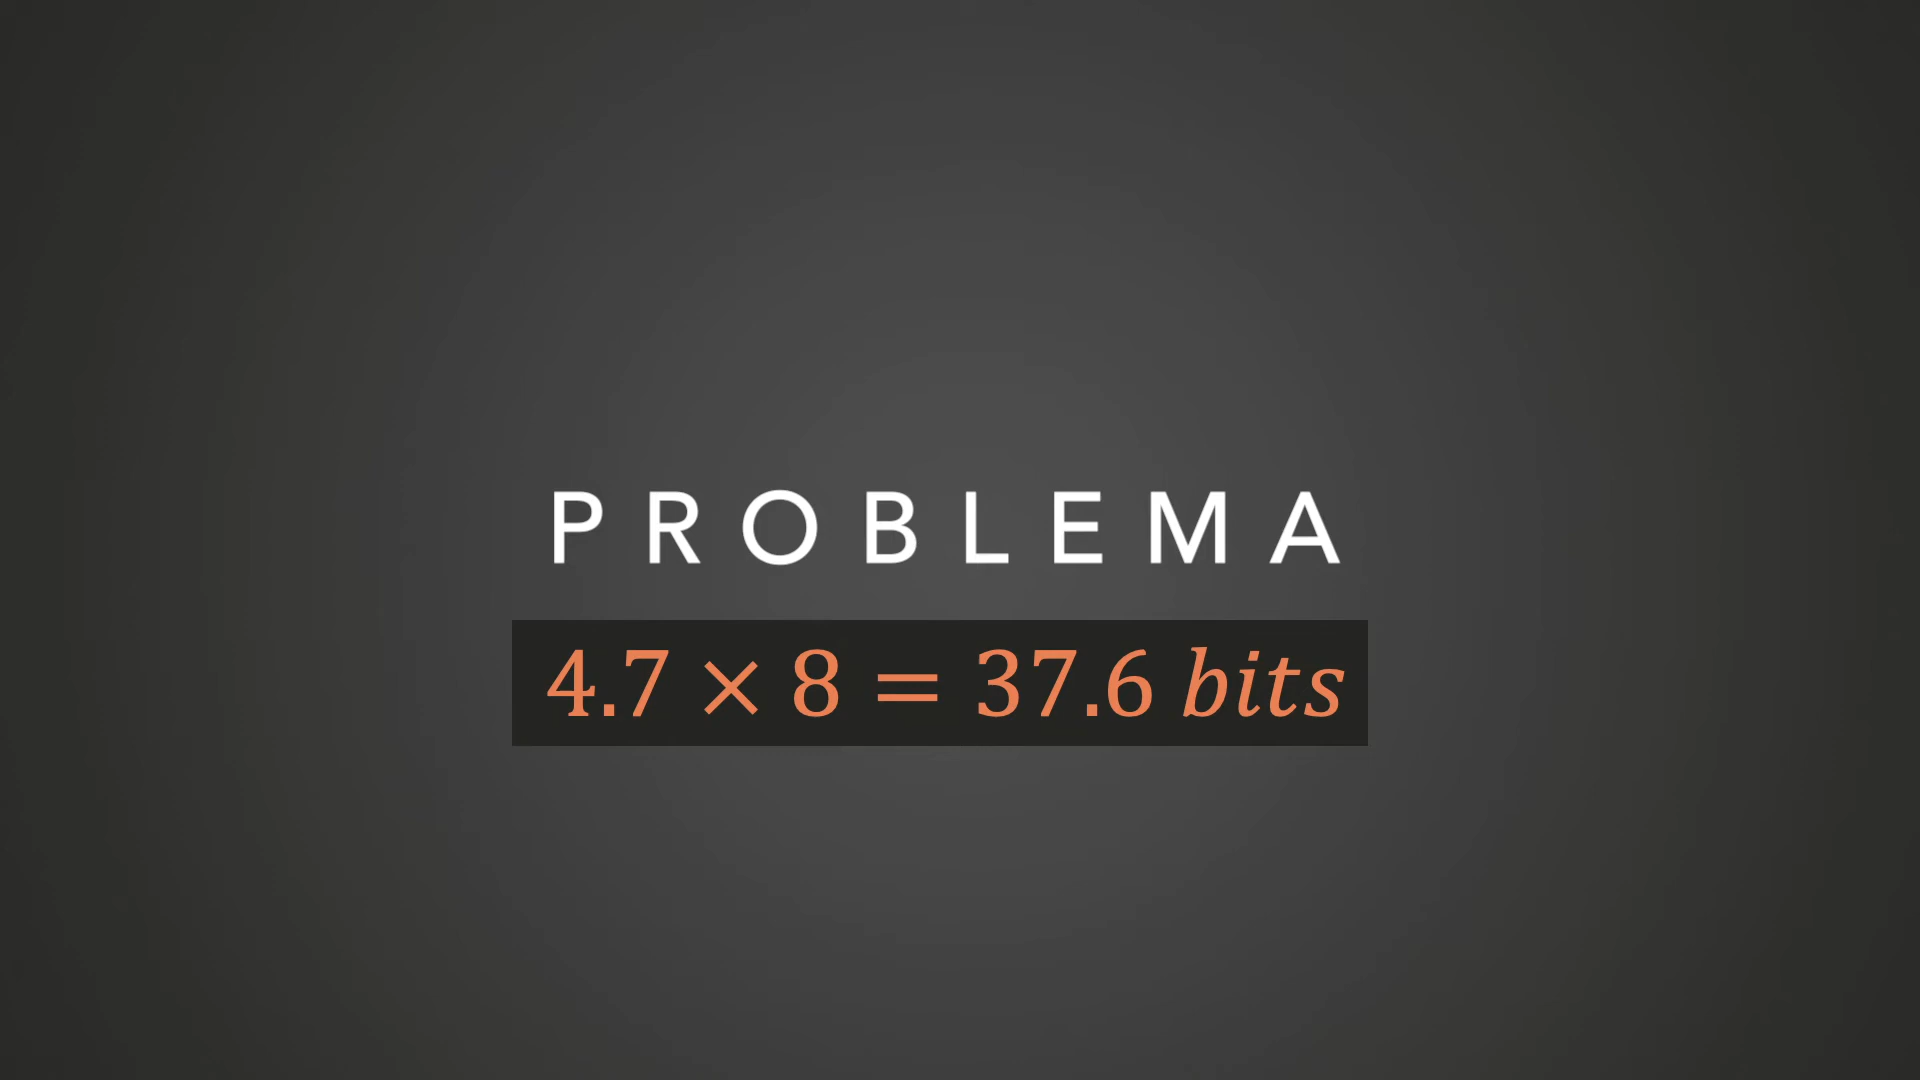 PROBLEMA
4.7 × 8 = 37.6 bits